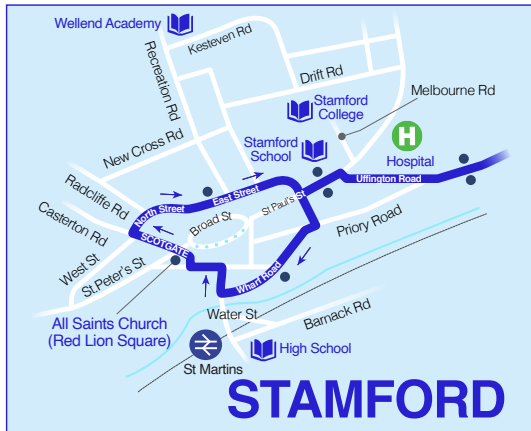 Wellend Academy
Kesteven Rd
Recreation Rd
Drift Rd
Melbourne Rd
Stamford
College
New Cross Rd
Stamford
School
H
Hospital
Uffington Road
Radcliffe Rd
North Street
East Street
St.Paul's St
Broad St
Casterton Rd
SCOTGATE
Priory Road
West St
St.Peter's St
Wharf Road
All Saints Church
(Red Lion Square)
Water St
Barnack Rd
St Martins
High School
STAMFORD